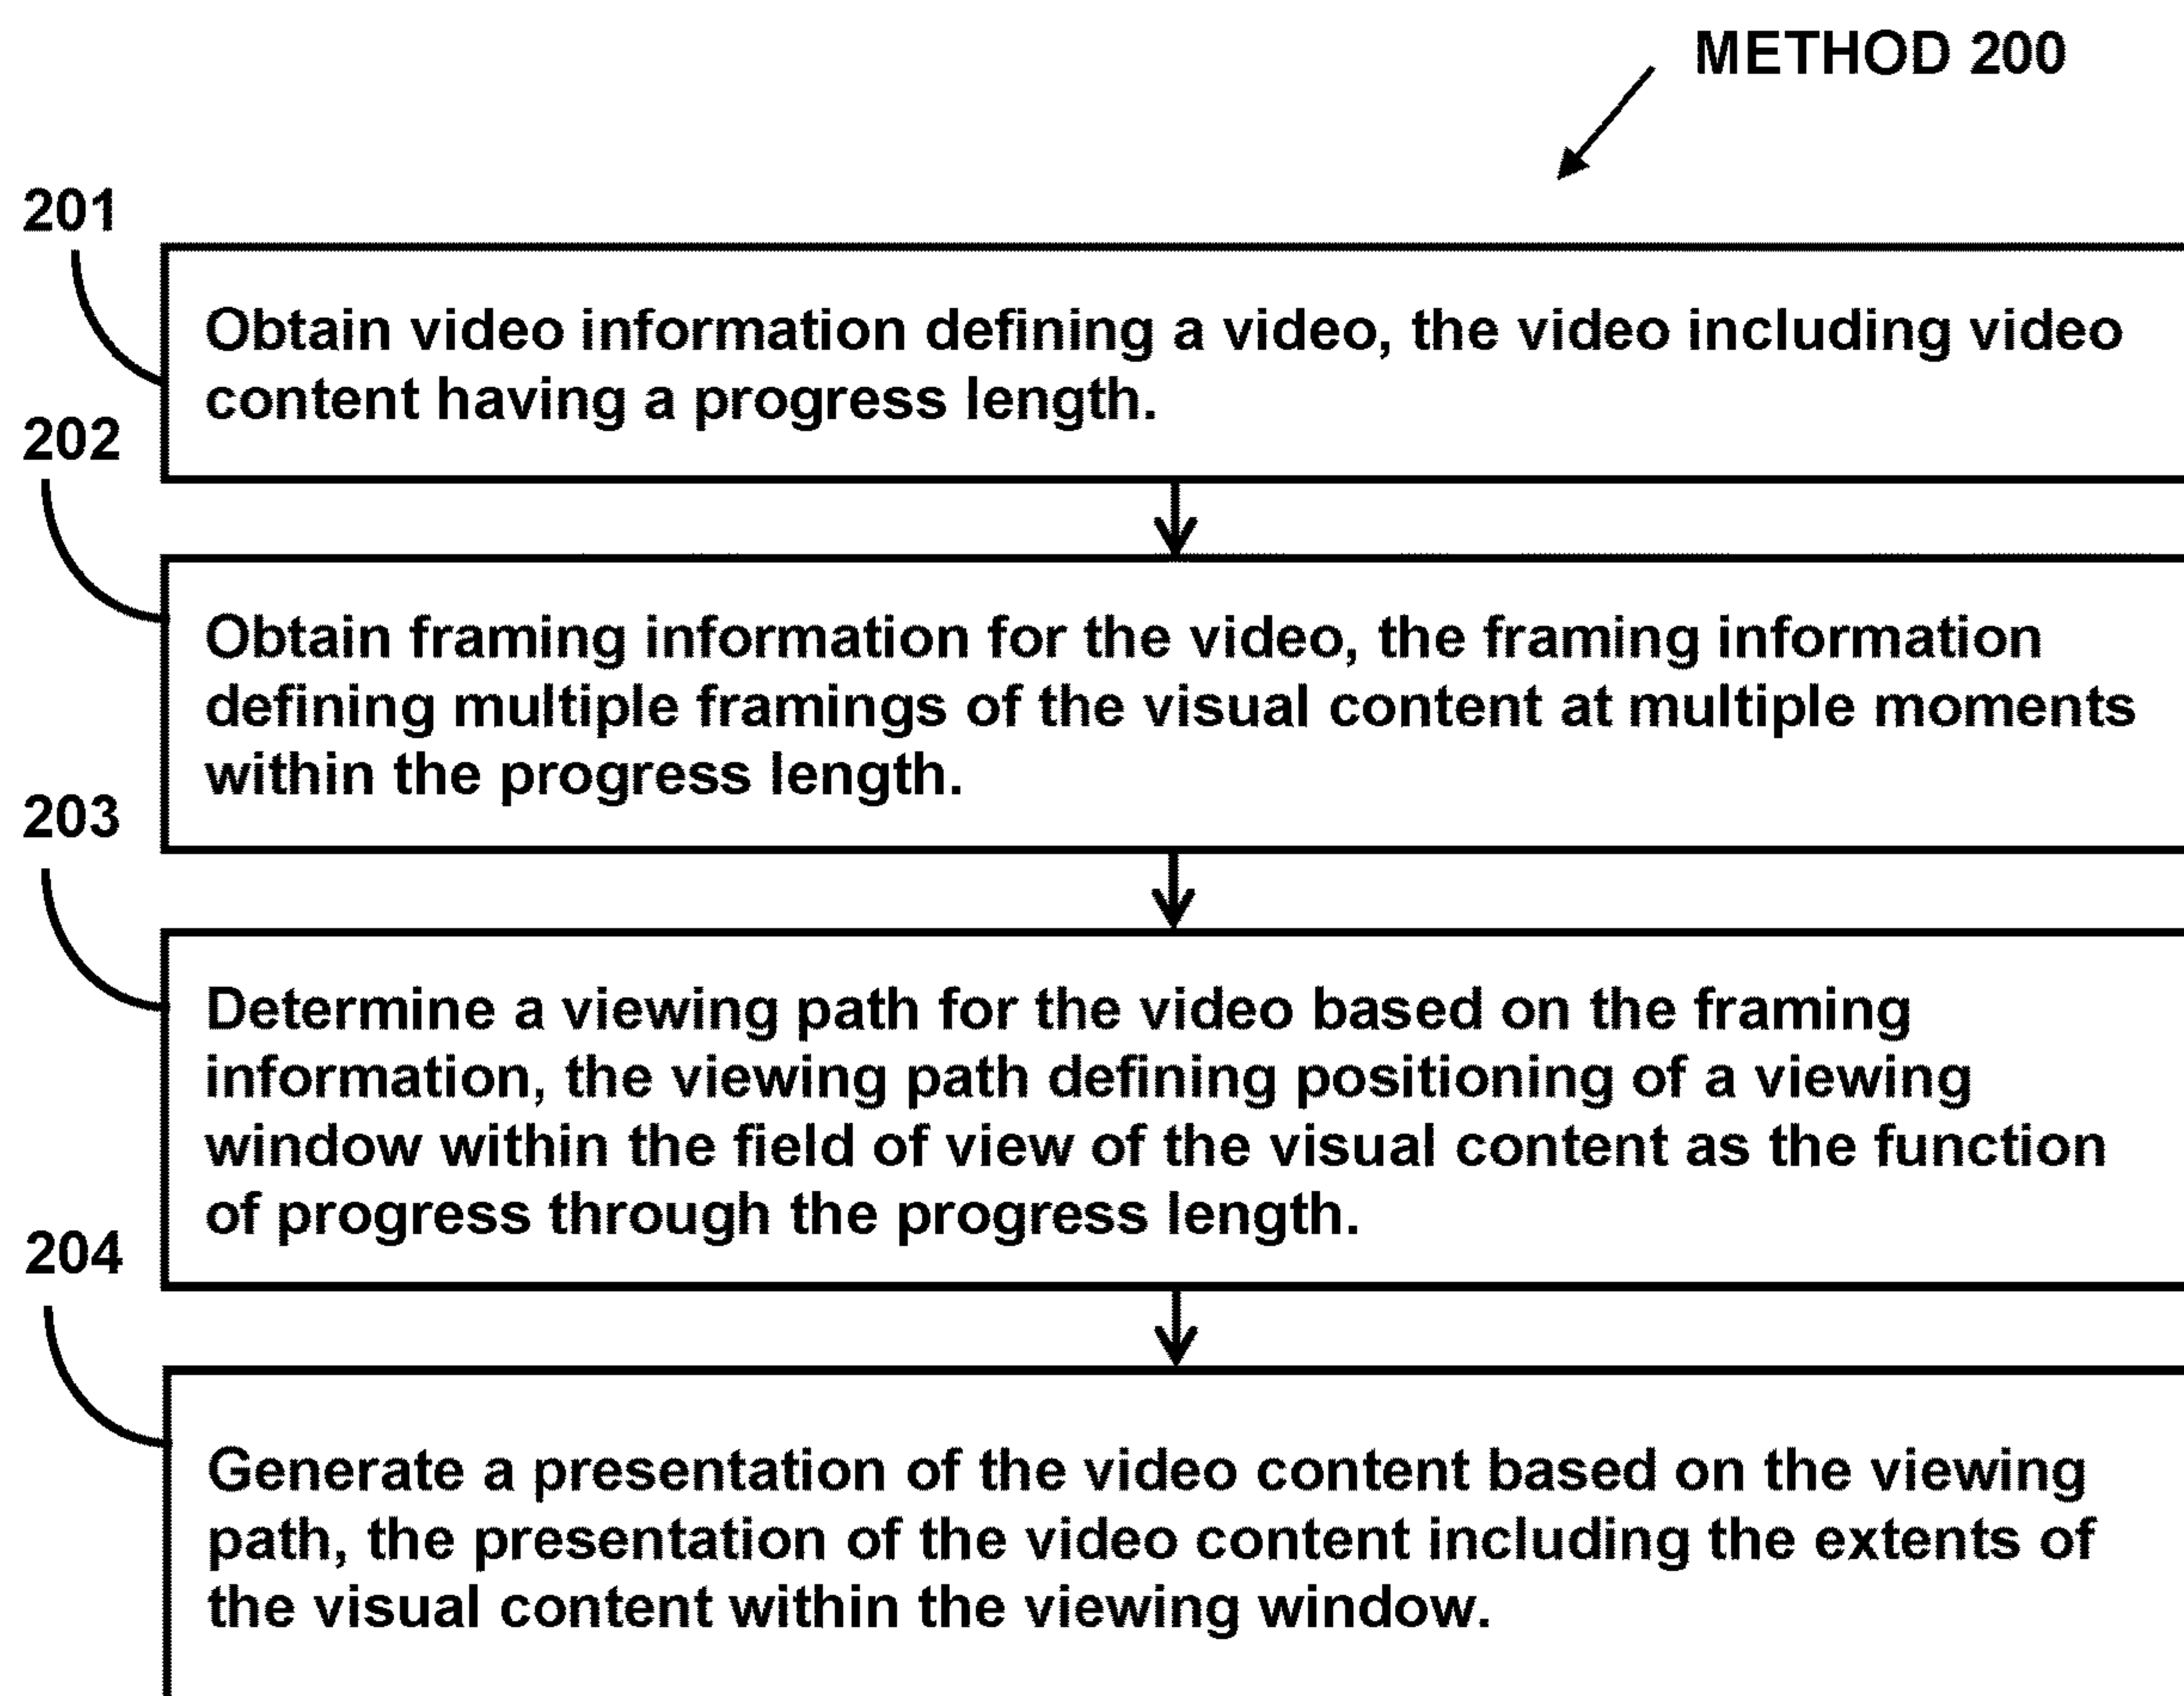 METHOD 200
201
Obtain video information defining a video, the video including video
content having a progress length.
202
Obtain framing information for the video, the framing information
defining multiple framings of the visual content at multiple moments
within the progress length.
203
Determine a viewing path for the video based on the framing
information, the viewing path defining positioning of a viewing
window within the field of view of the visual content as the function
of progress through the progress length.
204
Generate a presentation of the video content based on the viewing
path, the presentation of the video content including the extents of
the visual content within the viewing window.